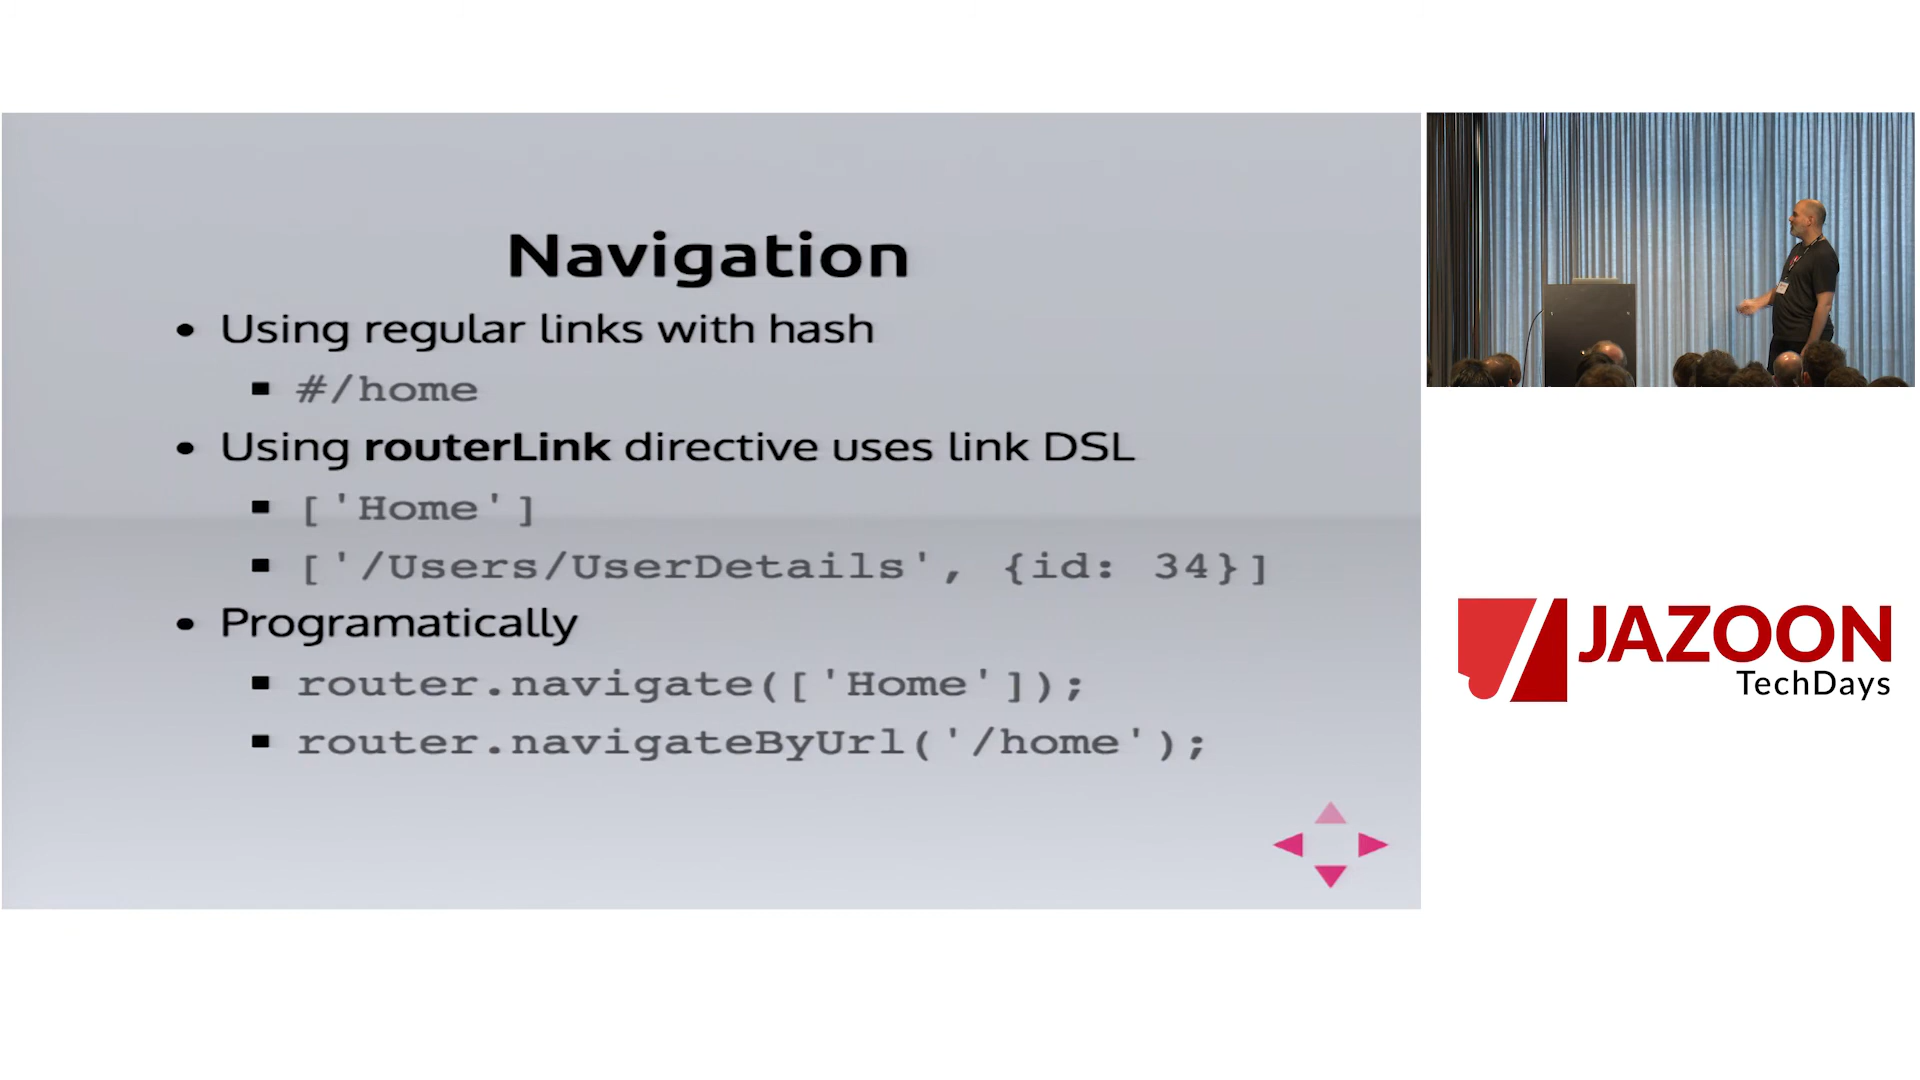 Navigation
• Using regular links with hash
▪ #/home
• Using routerLink directive uses link DSL
▪ ['Home']
▪ ['/Users/UserDetails', {id: 34}]
• Programatically
▪ router.navigate(['Home']);
▪ router.navigateByUrl('/home');
JAZOON
TechDays